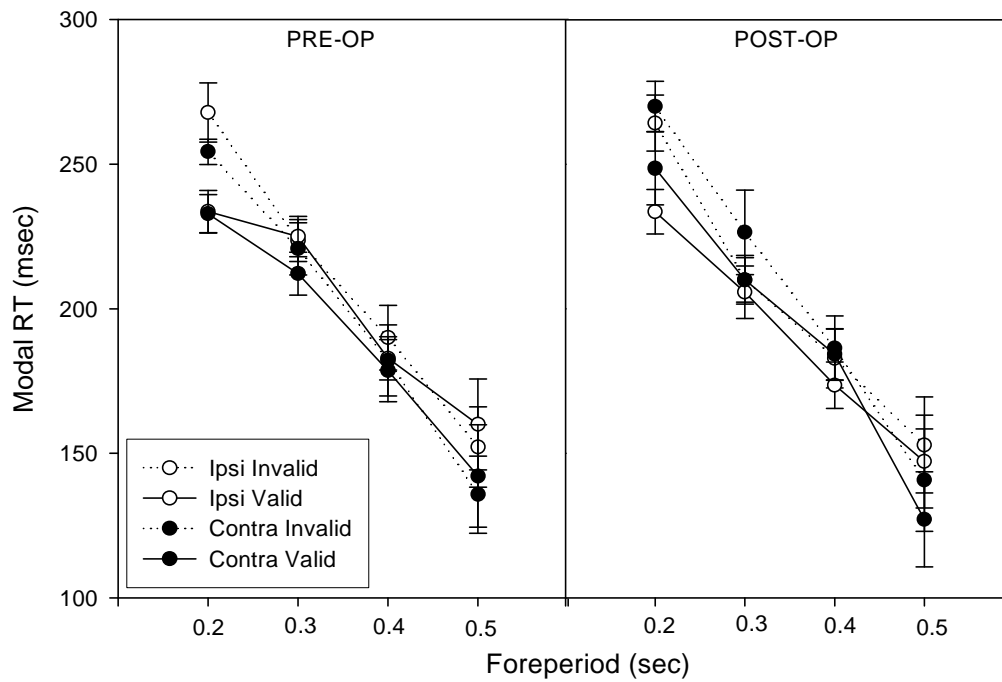 PRE-OP
POST-OP
300
250
200
150
100
Modal RT (msec)
Ipsi Invalid
Ipsi Valid
Contra Invalid
Contra Valid
0.2 0.3 0.4 0.5
0.2 0.3 0.4 0.5
Foreperiod (sec)